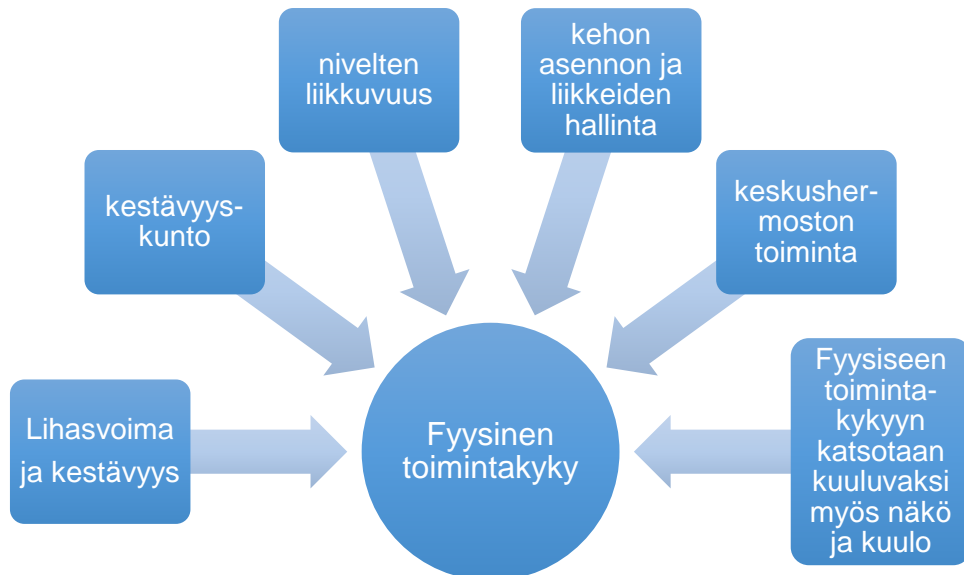 nivelten
liikkuvuus
kehon
asennon ja
liikkeiden
hallinta
kestävyys-
kunto
keskusher-
moston
toiminta
Lihasvoima
ja kestävyys
Fyysinen
toimintakyky
Fyysiseen
toiminta-
kykyyn
katsotaan
kuuluvaksi
myös näkö
ja kuulo